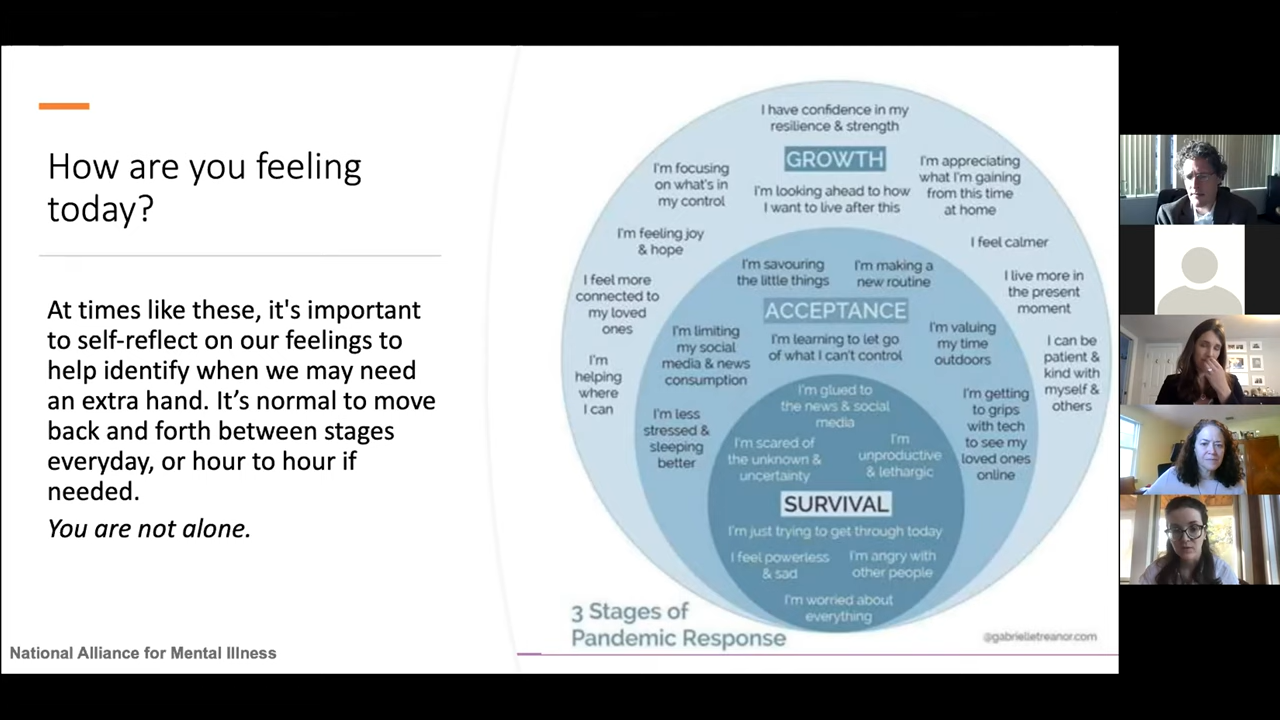 How are you feeling
today?
At times like these, it's important
to self-reflect on our feelings to
help identify when we may need
an extra hand. It’s normal to move
back and forth between stages
everyday, or hour to hour if
needed.
You are not alone.
National Alliance for Mental Illness
I have confidence in my
resilience & strength
GROWTH
I'm focusing
on what's in
my control
I'm looking ahead to how
I want to live after this
I'm appreciating
what I'm gaining
from this time
at home
I'm feeling joy
& hope
I feel calmer
I feel more
connected to
my loved
ones
I live more in
the present
moment
I'm
helping
where
I can
I can be
patient &
kind with
myself &
others
I'm savouring
the little things
I'm making a
new routine
ACCEPTANCE
I'm limiting
my social
media & news
consumption
I'm learning to let go
of what I can't control
I'm valuing
my time
outdoors
I'm less
stressed &
sleeping
better
I'm getting
to grips
with tech
to see my
loved ones
online
I'm glued to
the news & social
media
I'm scared of
the unknown &
uncertainty
I'm
unproductive
& lethargic
SURVIVAL
I'm just trying to get through today
I feel powerless
& sad
I'm angry with
other people
I'm worried about
everything
3 Stages of
Pandemic Response
@gabrielletreanor.com